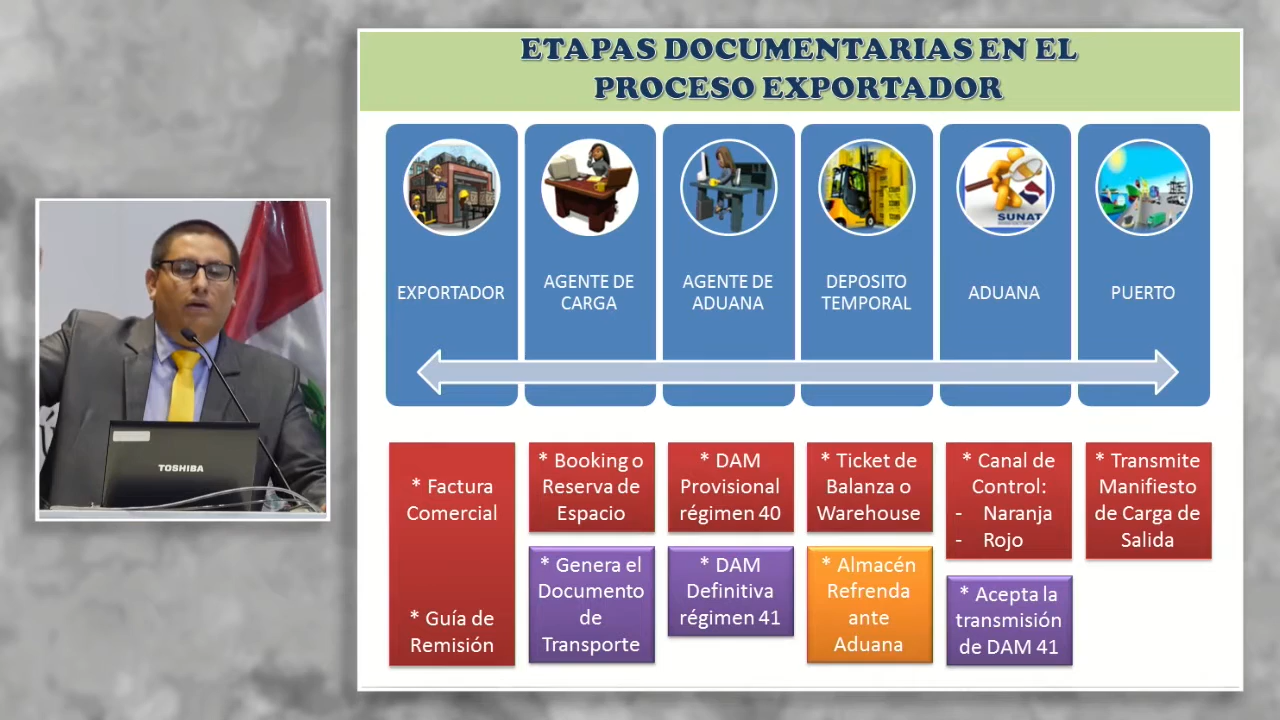 ETAPAS DOCUMENTARIAS EN EL
PROCESO EXPORTADOR
EXPORTADOR
AGENTE DE
CARGA
AGENTE DE
ADUANA
DEPOSITO
TEMPORAL
SUNAT
ADUANA
PUERTO
* Factura
Comercial
* Guía de
Remisión
* Booking o
Reserva de
Espacio
* Genera el
Documento
de
Transporte
* DAM
Provisional
régimen 40
* DAM
Definitiva
régimen 41
* Ticket de
Balanza o
Warehouse
* Almacén
Refrenda
ante
Aduana
* Canal de
Control:
- Naranja
- Rojo
* Acepta la
transmisión
de DAM 41
* Transmite
Manifiesto
de Carga de
Salida
TOSHIBA